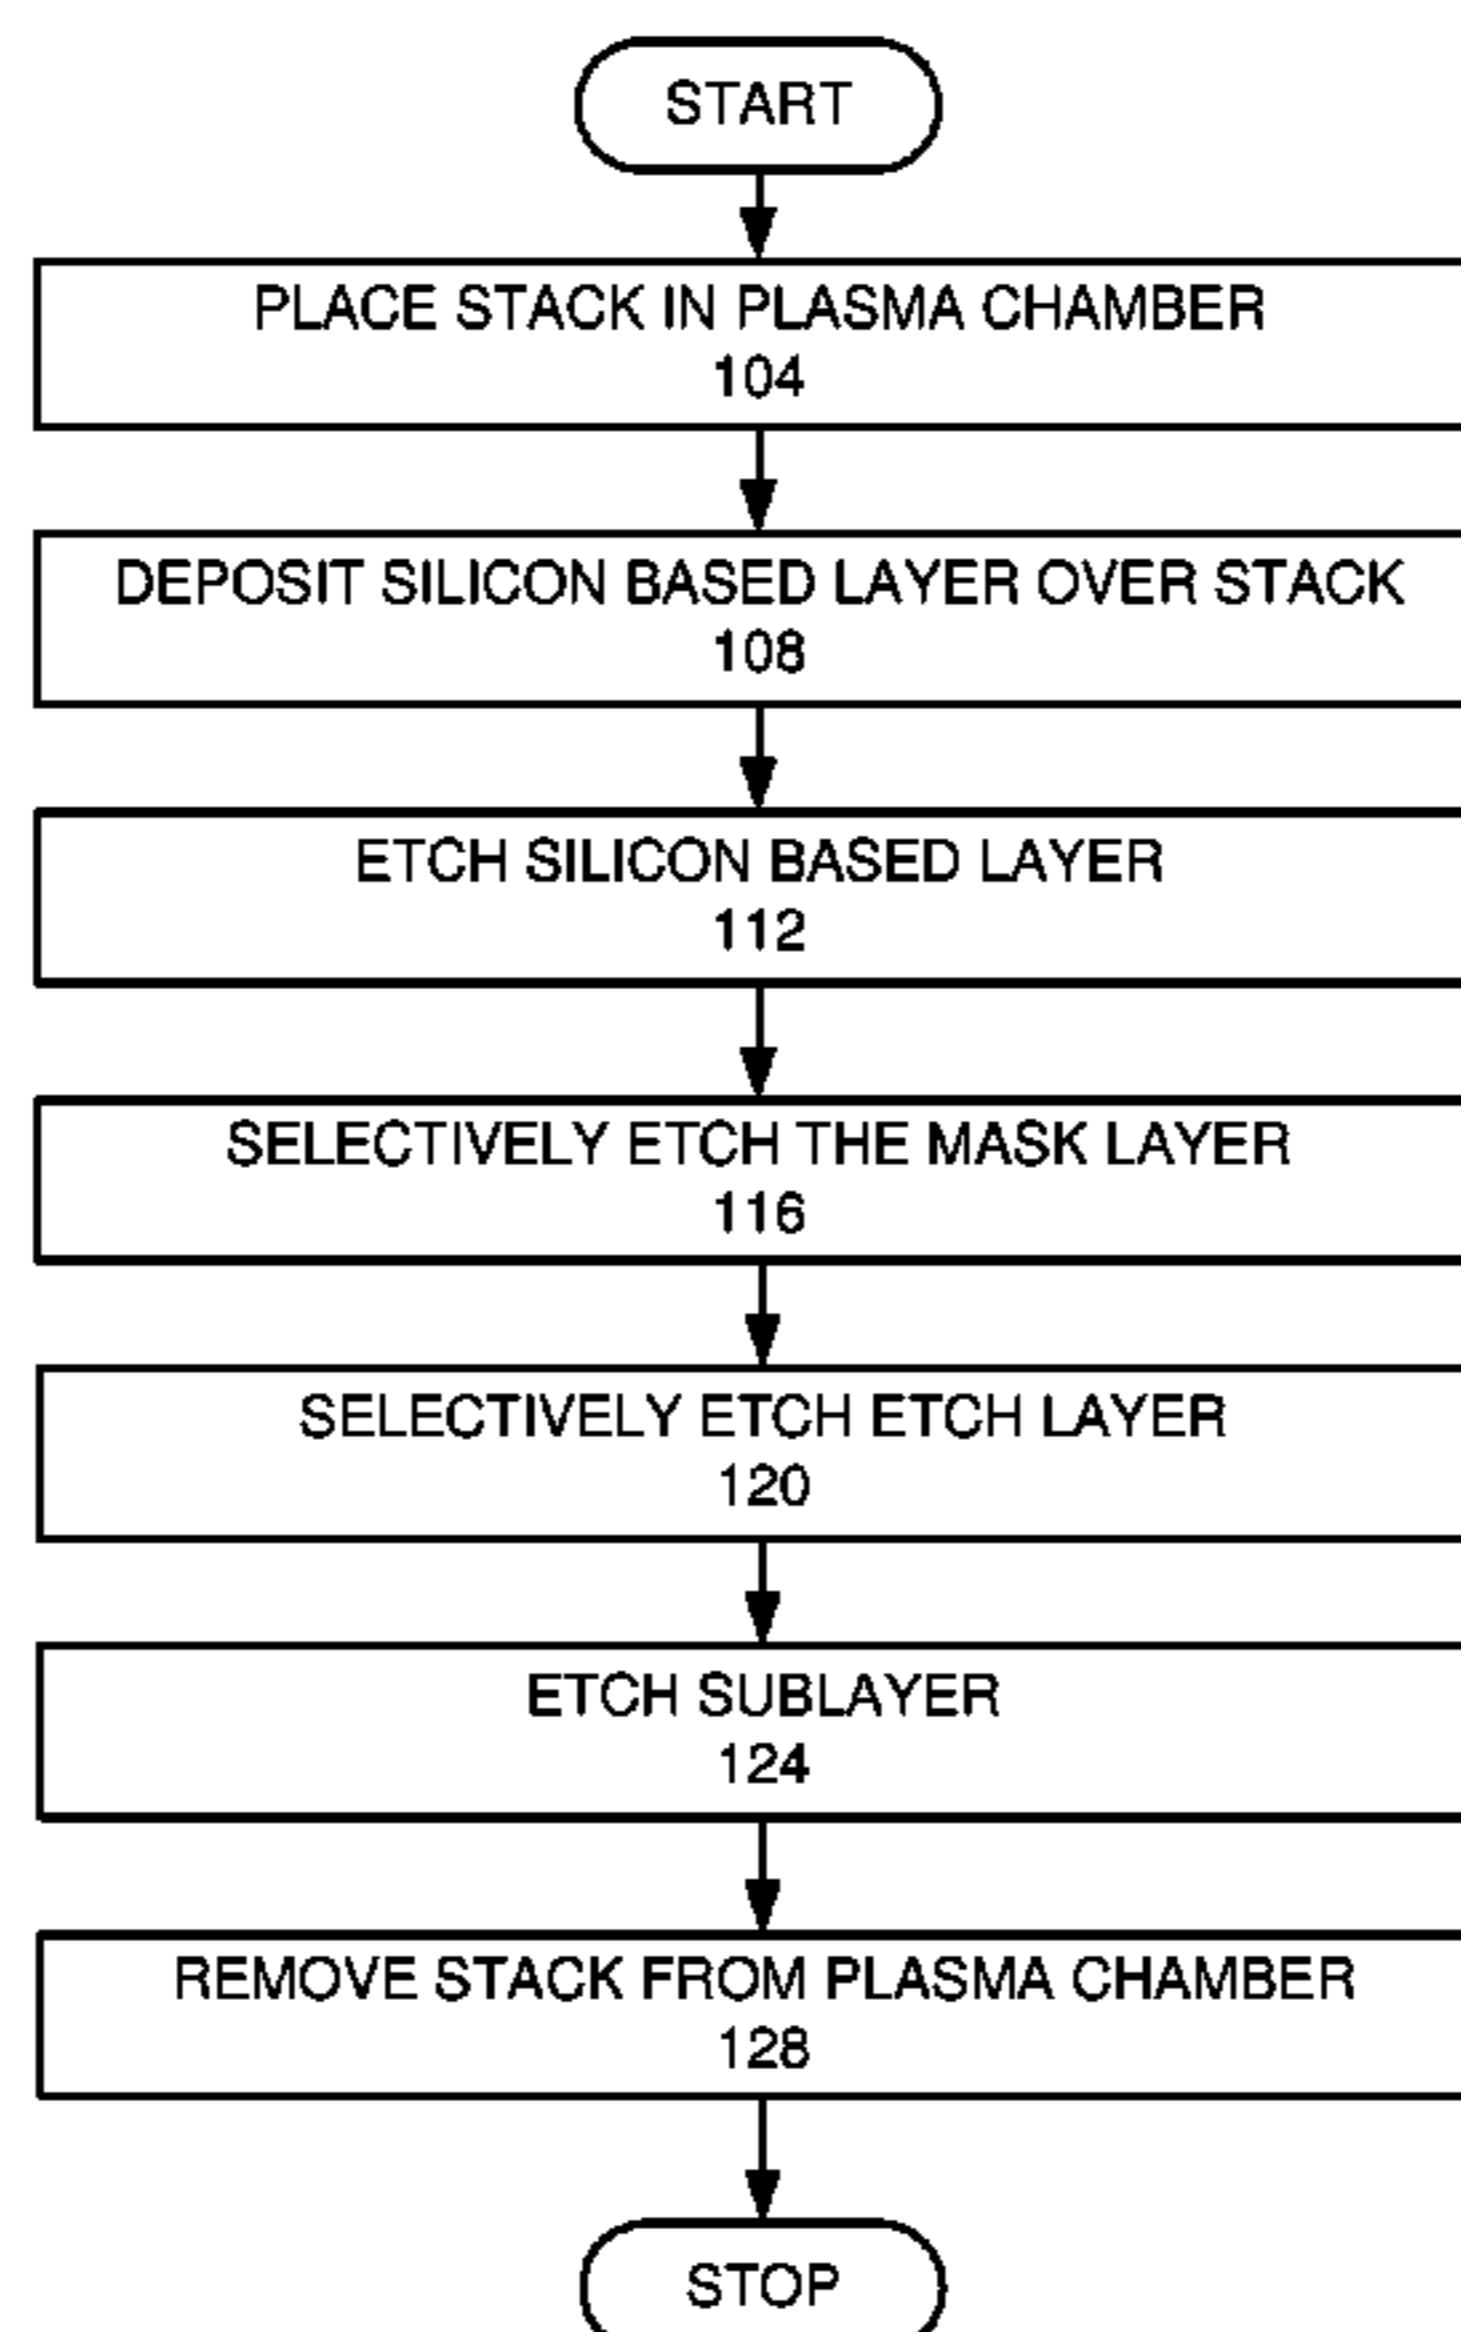 START
PLACE STACK IN PLASMA CHAMBER
104
DEPOSIT SILICON BASED LAYER OVER STACK
108
ETCH SILICON BASED LAYER
112
SELECTIVELY ETCH THE MASK LAYER
116
SELECTIVELY ETCH ETCH LAYER
120
ETCH SUBLAYER
124
REMOVE STACK FROM PLASMA CHAMBER
128
STOP